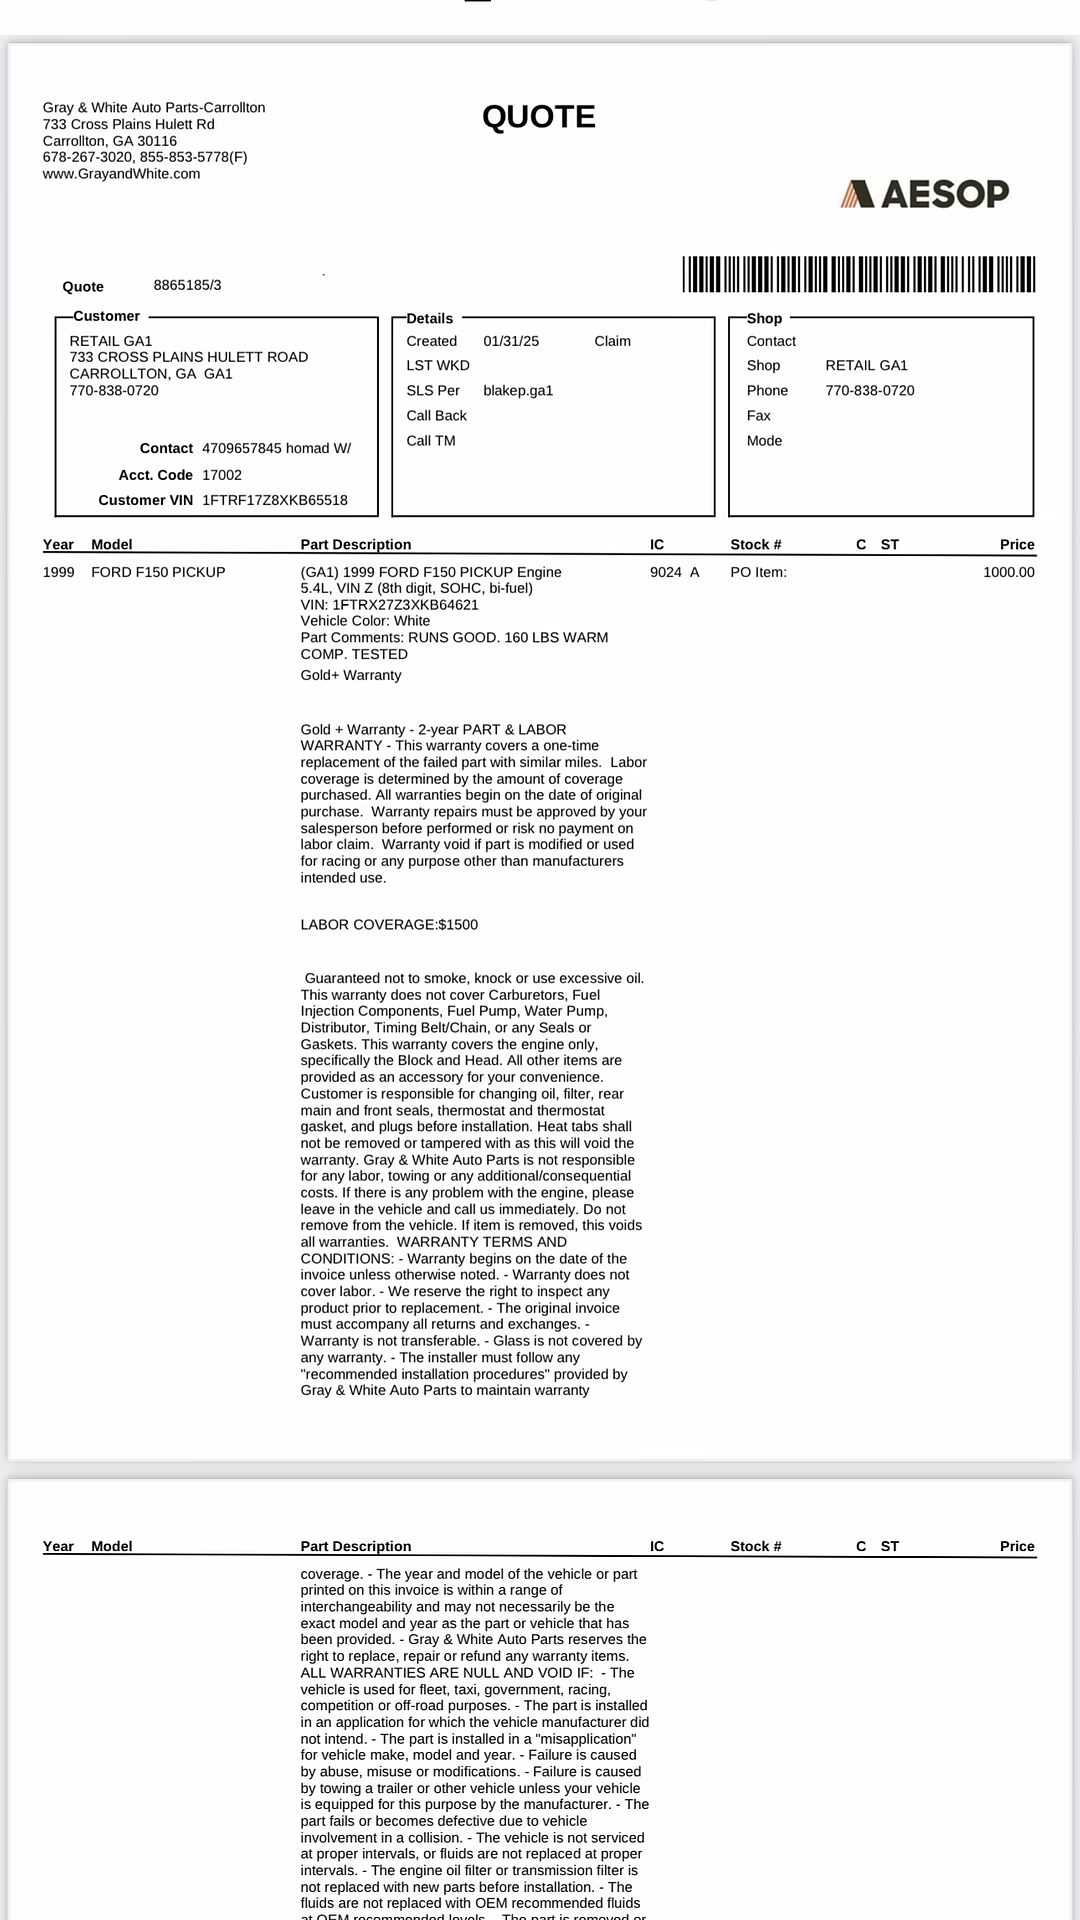 Gray & White Auto Parts-Carrollton
733 Cross Plains Hulett Rd
Carrollton, GA 30116
678-267-3020, 855-853-5778(F)
www.GrayandWhite.com
QUOTE
AESOP
Quote 8865185/3
Customer
RETAIL GA1
733 CROSS PLAINS HULETT ROAD
CARROLLTON, GA  GA1
770-838-0720
Contact 4709657845 homad W/
Acct. Code 17002
Customer VIN 1FTRF17Z8XKB65518
Details
Created 01/31/25 Claim
LST WKD
SLS Per blakep.ga1
Call Back
Call TM
Shop
Contact
Shop RETAIL GA1
Phone 770-838-0720
Fax
Mode
Year Model Part Description IC Stock # C ST Price
1999 FORD F150 PICKUP (GA1) 1999 FORD F150 PICKUP Engine 9024 A PO Item: 1000.00
5.4L, VIN Z (8th digit, SOHC, bi-fuel)
VIN: 1FTRX27Z3XKB64621
Vehicle Color: White
Part Comments: RUNS GOOD. 160 LBS WARM
COMP. TESTED
Gold+ Warranty
Gold + Warranty - 2-year PART & LABOR
WARRANTY - This warranty covers a one-time
replacement of the failed part with similar miles.  Labor
coverage is determined by the amount of coverage
purchased. All warranties begin on the date of original
purchase.  Warranty repairs must be approved by your
salesperson before performed or risk no payment on
labor claim.  Warranty void if part is modified or used
for racing or any purpose other than manufacturers
intended use.
LABOR COVERAGE:$1500
Guaranteed not to smoke, knock or use excessive oil.
This warranty does not cover Carburetors, Fuel
Injection Components, Fuel Pump, Water Pump,
Distributor, Timing Belt/Chain, or any Seals or
Gaskets. This warranty covers the engine only,
specifically the Block and Head. All other items are
provided as an accessory for your convenience.
Customer is responsible for changing oil, filter, rear
main and front seals, thermostat and thermostat
gasket, and plugs before installation. Heat tabs shall
not be removed or tampered with as this will void the
warranty. Gray & White Auto Parts is not responsible
for any labor, towing or any additional/consequential
costs. If there is any problem with the engine, please
leave in the vehicle and call us immediately. Do not
remove from the vehicle. If item is removed, this voids
all warranties.  WARRANTY TERMS AND
CONDITIONS: - Warranty begins on the date of the
invoice unless otherwise noted. - Warranty does not
cover labor. - We reserve the right to inspect any
product prior to replacement. - The original invoice
must accompany all returns and exchanges. -
Warranty is not transferable. - Glass is not covered by
any warranty. - The installer must follow any
"recommended installation procedures" provided by
Gray & White Auto Parts to maintain warranty
Year Model Part Description IC Stock # C ST Price
coverage. - The year and model of the vehicle or part
printed on this invoice is within a range of
interchangeability and may not necessarily be the
exact model and year as the part or vehicle that has
been provided. - Gray & White Auto Parts reserves the
right to replace, repair or refund any warranty items.
ALL WARRANTIES ARE NULL AND VOID IF:  - The
vehicle is used for fleet, taxi, government, racing,
competition or off-road purposes. - The part is installed
in an application for which the vehicle manufacturer did
not intend. - The part is installed in a "misapplication"
for vehicle make, model and year. - Failure is caused
by abuse, misuse or modifications. - Failure is caused
by towing a trailer or other vehicle unless your vehicle
is equipped for this purpose by the manufacturer. - The
part fails or becomes defective due to vehicle
involvement in a collision. - The vehicle is not serviced
at proper intervals, or fluids are not replaced at proper
intervals. - The engine oil filter or transmission filter is
not replaced with new parts before installation. - The
fluids are not replaced with OEM recommended fluids
at OEM recommended levels. - The part is removed or